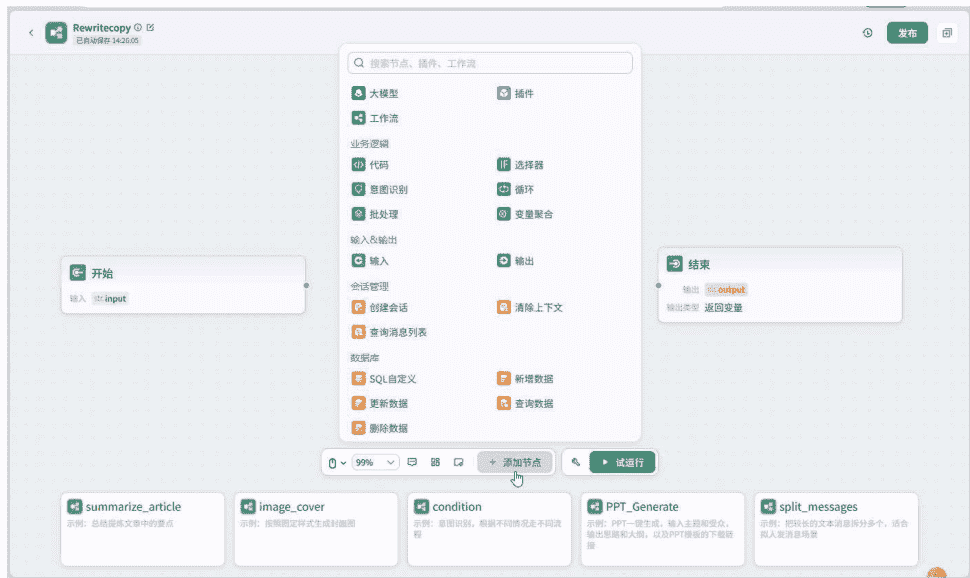 Rewritecopy
已自动保存 14:26:05
发布
搜索节点、插件、工作流
大模型
插件
工作流
业务逻辑
代码
IF 选择器
意图识别
循环
批处理
变量聚合
输入&输出
输入
输出
会话管理
创建会话
清除上下文
查询消息列表
数据库
SQL自定义
新增数据
更新数据
查询数据
删除数据
开始
输入 str. input
结束
输出 str. output
输出类型 返回变量
99%
+ 添加节点
试运行
summarize_article
示例：总结提炼文章中的要点
image_cover
示例：按照固定样式生成封面图
condition
示例：意图识别，根据不同情况走不同流
程
PPT_Generate
示例：PPT一键生成，输入主题和受众，
输出思路和大纲，以及PPT模板的下载链
接
split_messages
示例：把较长的文本消息拆分多个，适合
拟人发消息场景